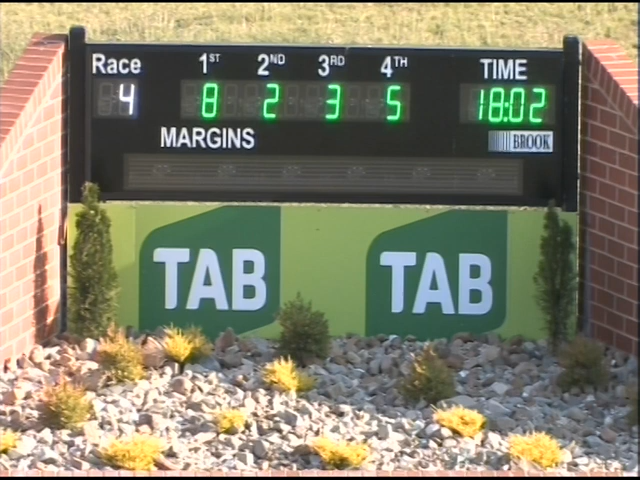 Race 1ST 2ND 3RD 4TH TIME
4 8 2 3 5 18:02
MARGINS BROOK
TAB TAB